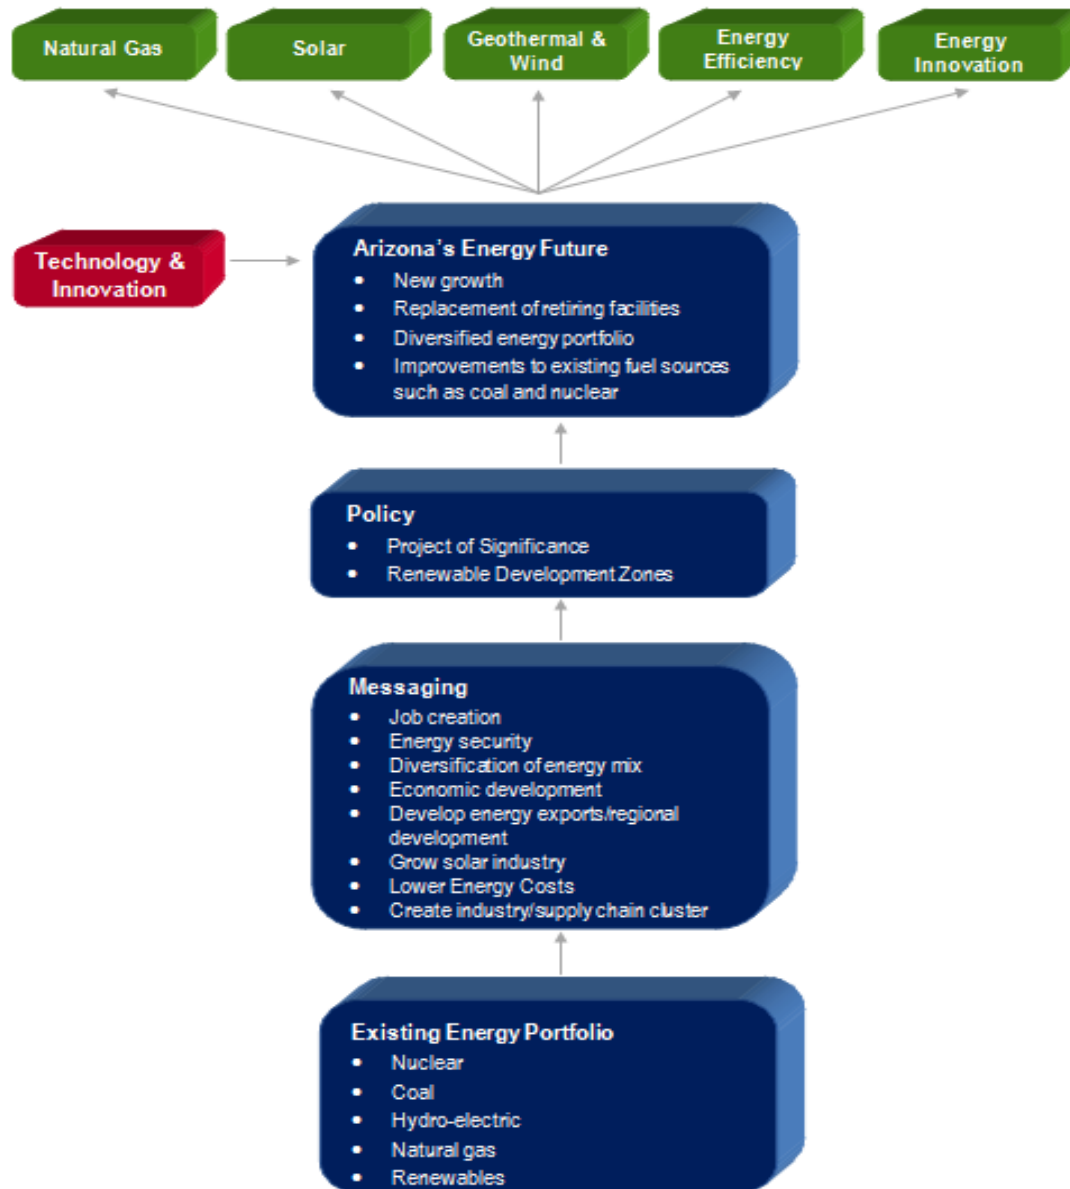 Natural Gas
Solar
Geothermal &
Wind
Energy
Efficiency
Energy
Innovation
Technology &
Innovation
Arizona's Energy Future
• New growth
• Replacement of retiring facilities
• Diversified energy portfolio
• Improvements to existing fuel sources
such as coal and nuclear
Policy
• Project of Significance
• Renewable Development Zones
Messaging
• Job creation
• Energy security
• Diversification of energy mix
• Economic development
• Develop energy exports/regional
development
• Grow solar industry
• Lower Energy Costs
• Create industry/supply chain cluster
Existing Energy Portfolio
• Nuclear
• Coal
• Hydro-electric
• Natural gas
• Renewables